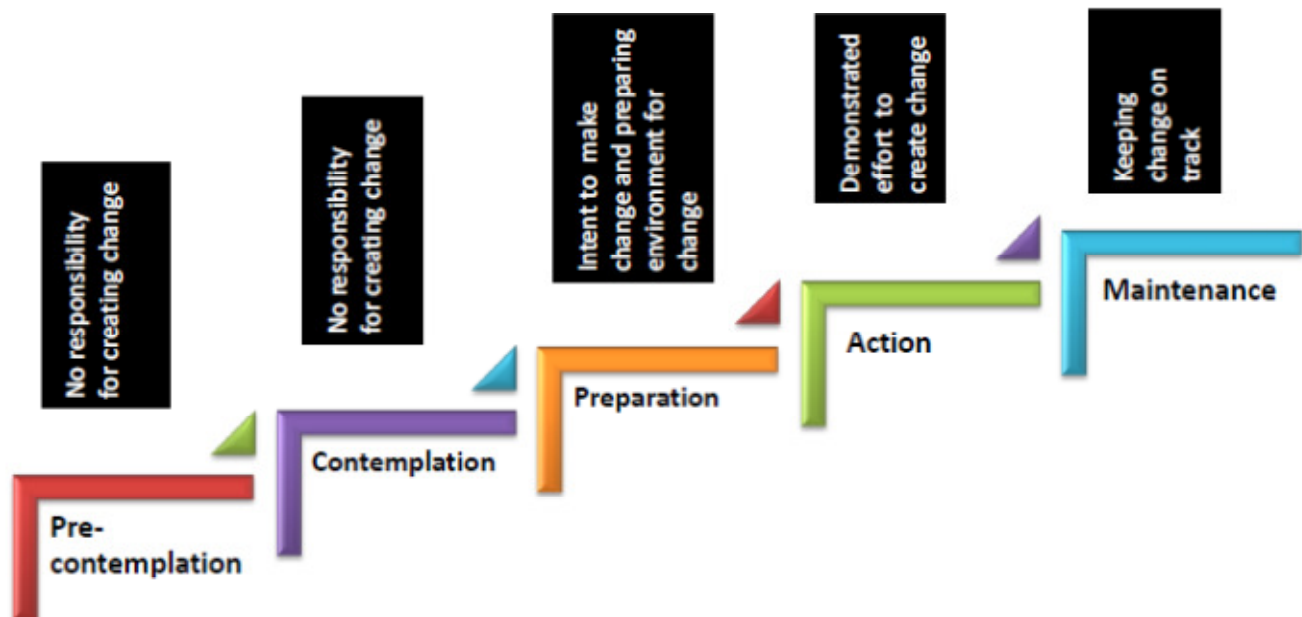 No responsibility
for creating change
Pre-
contemplation
No responsibility
for creating change
Contemplation
Intent to make
change and preparing
environment for
change
Preparation
Demonstrated
effort to
create change
Action
Keeping
change on
track
Maintenance